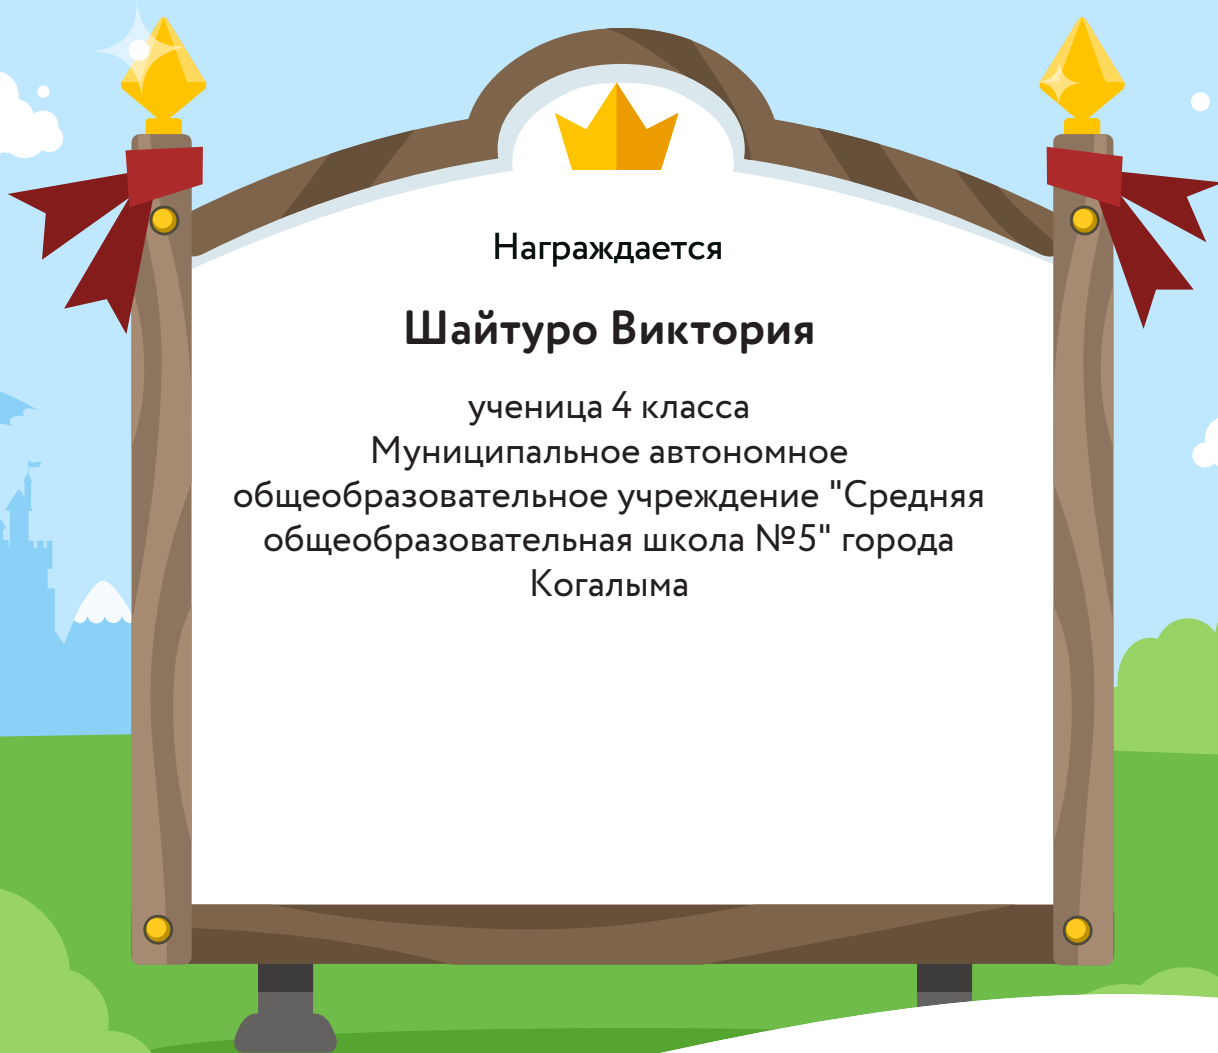 Награждается
Шайтуро Виктория
ученица 4 класса
Муниципальное автономное
общеобразовательное учреждение "Средняя
общеобразовательная школа №5" города
Когалыма